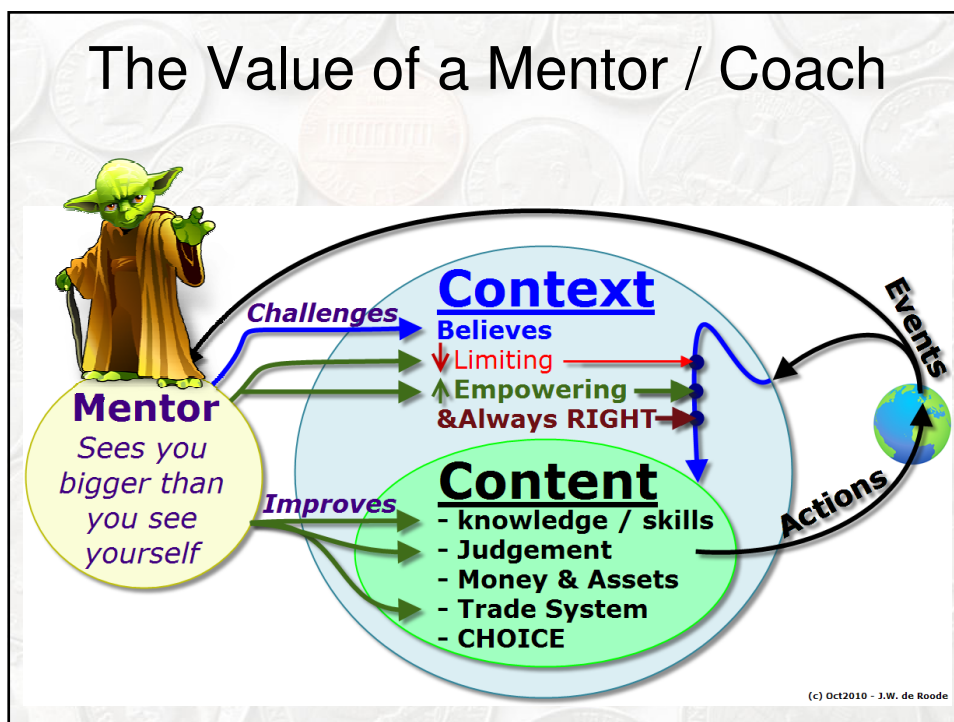 The Value of a Mentor / Coach
Challenges
Context
Believes
Limiting
Empowering
&Always RIGHT
Events
Mentor
Sees you
bigger than
you see
yourself
Improves
Content
- knowledge / skills
- Judgement
- Money & Assets
- Trade System
- CHOICE
Actions
(c) Oct2010 - J.W. de Roode